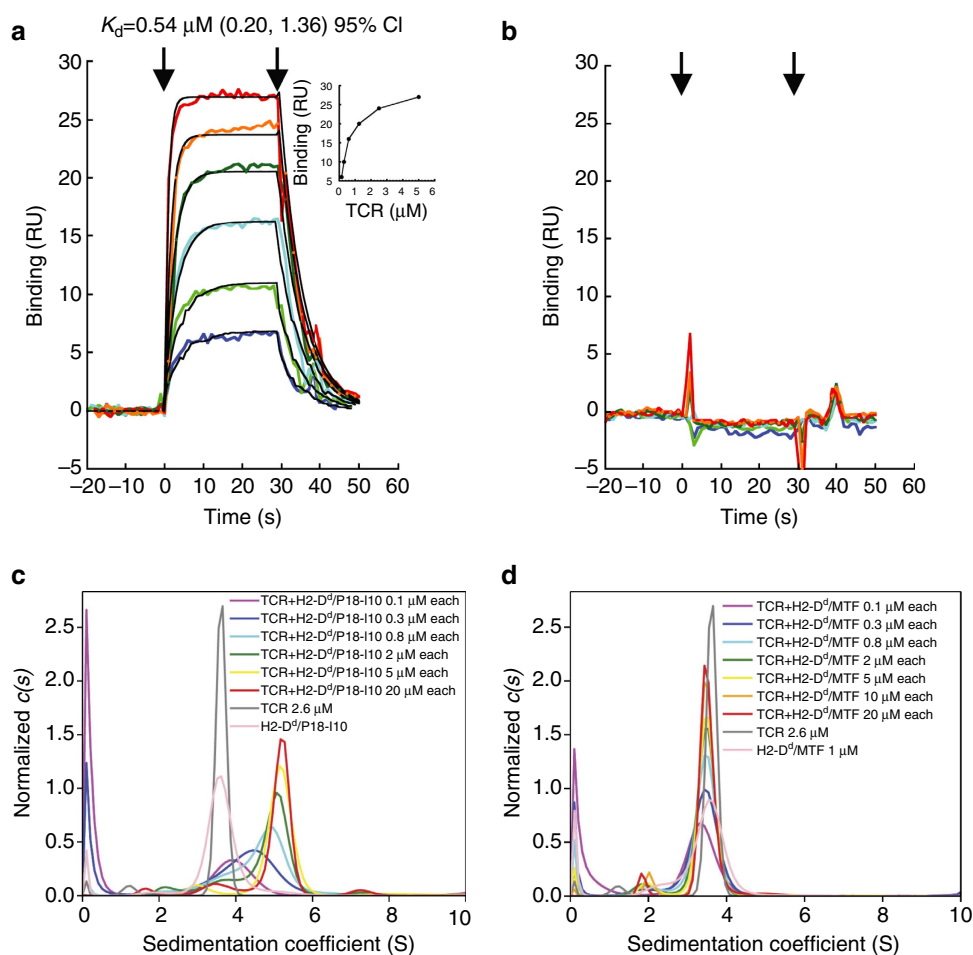 a
K_d=0.54 μM (0.20, 1.36) 95% CI
30
25
20
15
10
5
0
−5
Binding (RU)
−20 −10 0 10 20 30 40 50 60
Time (s)
30
25
20
15
10
5
Binding (RU)
0 1 2 3 4 5 6
TCR (μM)
b
30
25
20
15
10
5
0
−5
Binding (RU)
−20 −10 0 10 20 30 40 50 60
Time (s)
c
2.5
2.0
1.5
1.0
0.5
0.0
Normalized c(s)
TCR+H2-Dᵈ/P18-I10 0.1 μM each
TCR+H2-Dᵈ/P18-I10 0.3 μM each
TCR+H2-Dᵈ/P18-I10 0.8 μM each
TCR+H2-Dᵈ/P18-I10 2 μM each
TCR+H2-Dᵈ/P18-I10 5 μM each
TCR+H2-Dᵈ/P18-I10 20 μM each
TCR 2.6 μM
H2-Dᵈ/P18-I10
0 2 4 6 8 10
Sedimentation coefficient (S)
d
2.5
2.0
1.5
1.0
0.5
0.0
Normalized c(s)
TCR+H2-Dᵈ/MTF 0.1 μM each
TCR+H2-Dᵈ/MTF 0.3 μM each
TCR+H2-Dᵈ/MTF 0.8 μM each
TCR+H2-Dᵈ/MTF 2 μM each
TCR+H2-Dᵈ/MTF 5 μM each
TCR+H2-Dᵈ/MTF 10 μM each
TCR+H2-Dᵈ/MTF 20 μM each
TCR 2.6 μM
H2-Dᵈ/MTF 1 μM
0 2 4 6 8 10
Sedimentation coefficient (S)